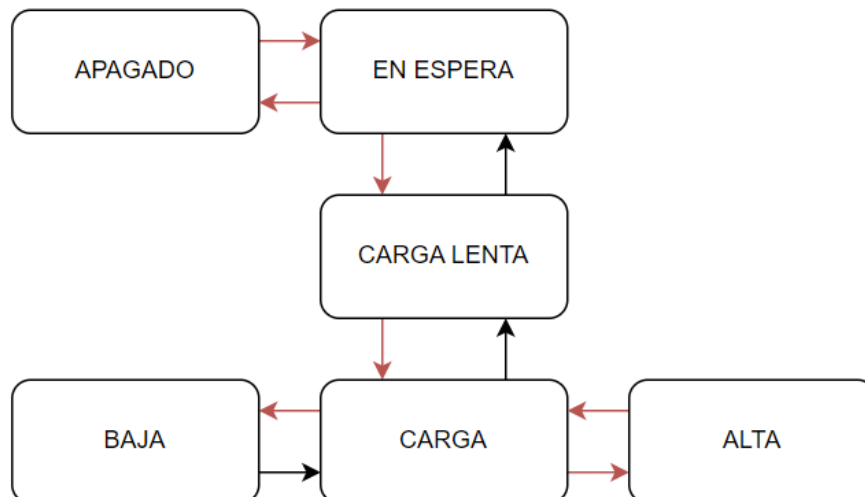 APAGADO
EN ESPERA
CARGA LENTA
BAJA
CARGA
ALTA